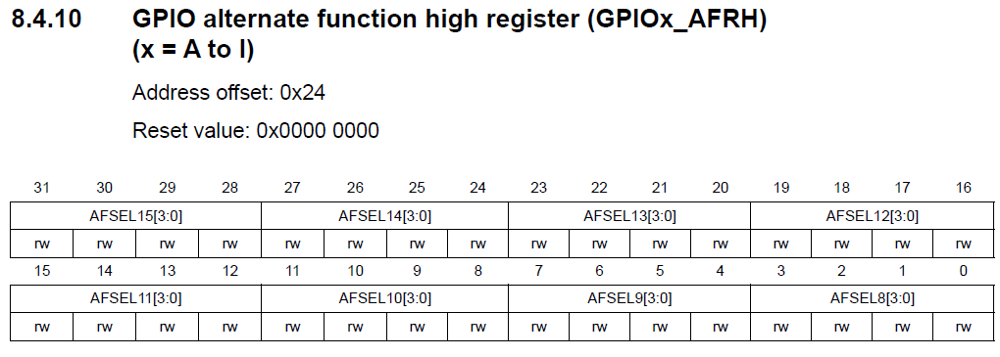 8.4.10 GPIO alternate function high register (GPIOx_AFRH)
(x = A to I)
Address offset: 0x24
Reset value: 0x0000 0000
31 30 29 28 27 26 25 24 23 22 21 20 19 18 17 16
AFSEL15[3:0] AFSEL14[3:0] AFSEL13[3:0] AFSEL12[3:0]
rw rw rw rw rw rw rw rw rw rw rw rw rw rw rw rw
15 14 13 12 11 10 9 8 7 6 5 4 3 2 1 0
AFSEL11[3:0] AFSEL10[3:0] AFSEL9[3:0] AFSEL8[3:0]
rw rw rw rw rw rw rw rw rw rw rw rw rw rw rw rw